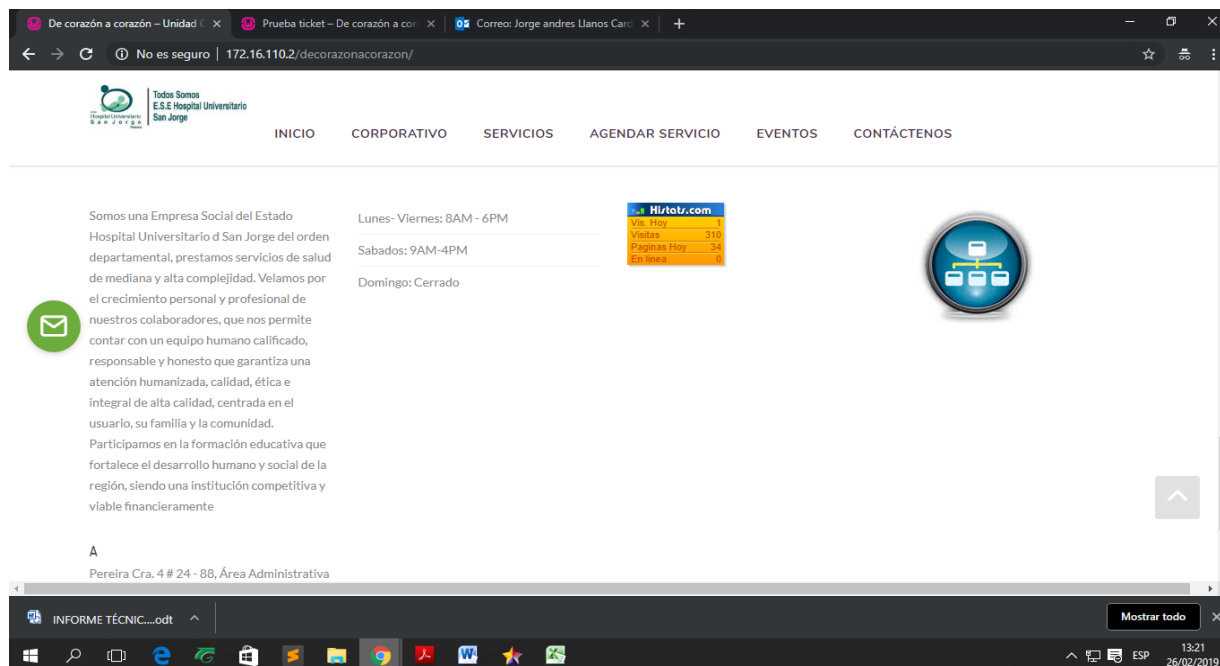 De corazón a corazón – Unidad C
Prueba ticket – De corazón a cora
Correo: Jorge andres Llanos Card
No es seguro | 172.16.110.2/decorazonacorazon/
Hospital Universitario
San Jorge
Pereira
Todos Somos
E.S.E Hospital Universitario
San Jorge
INICIO CORPORATIVO SERVICIOS AGENDAR SERVICIO EVENTOS CONTÁCTENOS
Somos una Empresa Social del Estado
Hospital Universitario d San Jorge del orden
departamental, prestamos servicios de salud
de mediana y alta complejidad. Velamos por
el crecimiento personal y profesional de
nuestros colaboradores, que nos permite
contar con un equipo humano calificado,
responsable y honesto que garantiza una
atención humanizada, calidad, ética e
integral de alta calidad, centrada en el
usuario, su familia y la comunidad.
Participamos en la formación educativa que
fortalece el desarrollo humano y social de la
región, siendo una institución competitiva y
viable financieramente
A
Pereira Cra. 4 # 24 - 88, Área Administrativa
Lunes- Viernes: 8AM - 6PM
Sabados: 9AM-4PM
Domingo: Cerrado
Histats.com
Vis. Hoy 1
Visitas 310
Paginas Hoy 34
En linea 0
INFORME TÉCNIC....odt
Mostrar todo
ESP
13:21
26/02/2019